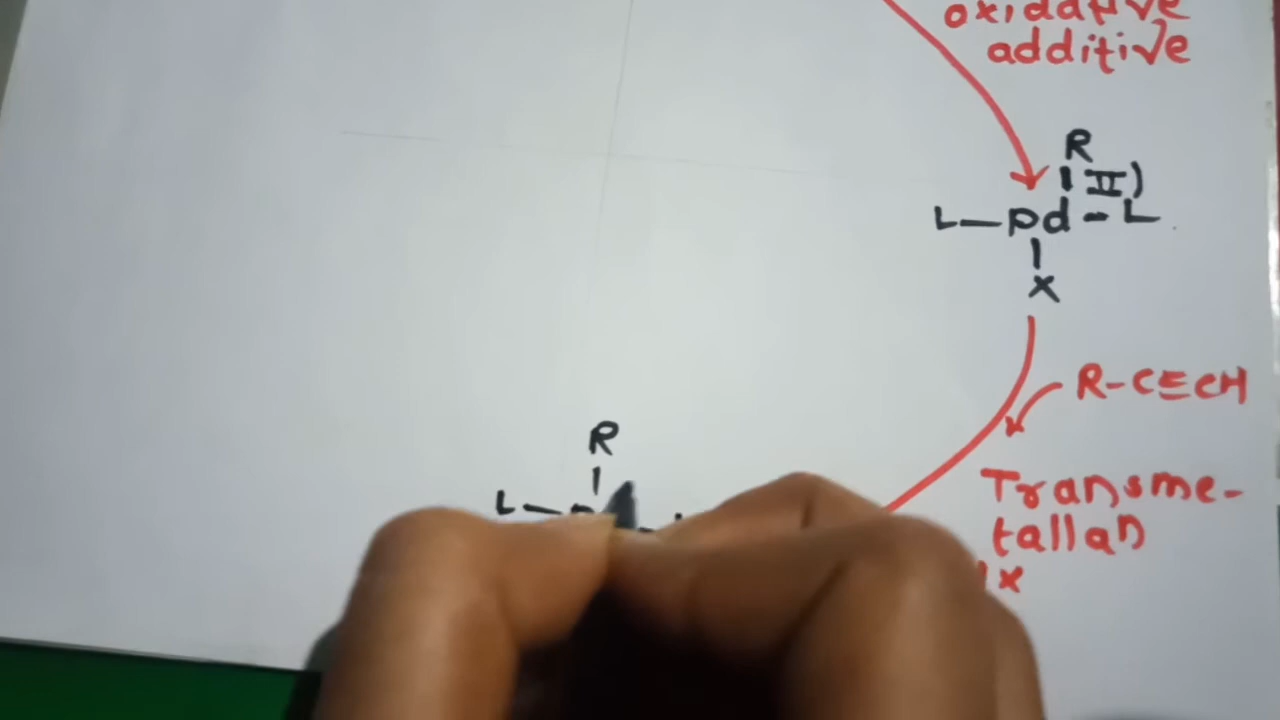 oxidative
additive
R
II)
L-Pd-L
X
R-C≡CH
Transme-
tallan
X
R
L-